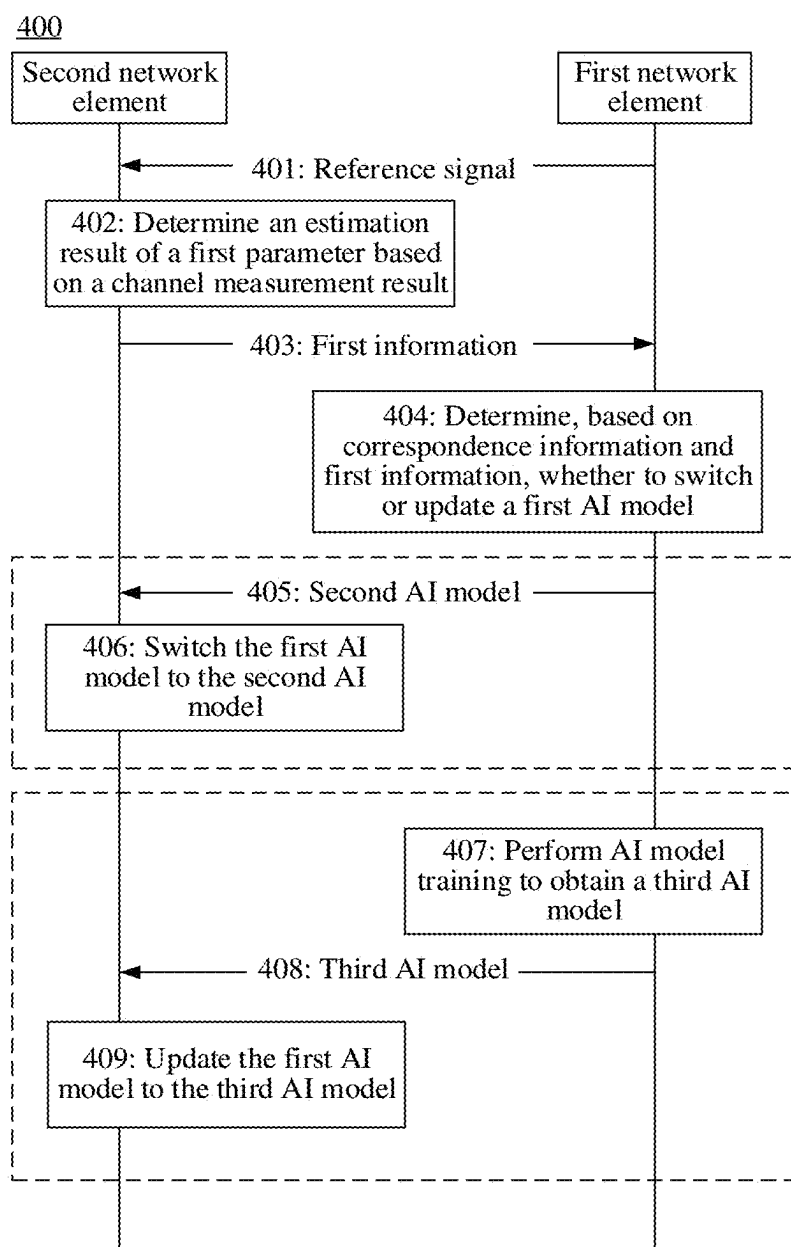 400
Second network
element
First network
element
401: Reference signal
402: Determine an estimation
result of a first parameter based
on a channel measurement result
403: First information
404: Determine, based on
correspondence information and
first information, whether to switch
or update a first AI model
405: Second AI model
406: Switch the first AI
model to the second AI
model
407: Perform AI model
training to obtain a third AI
model
408: Third AI model
409: Update the first AI
model to the third AI model